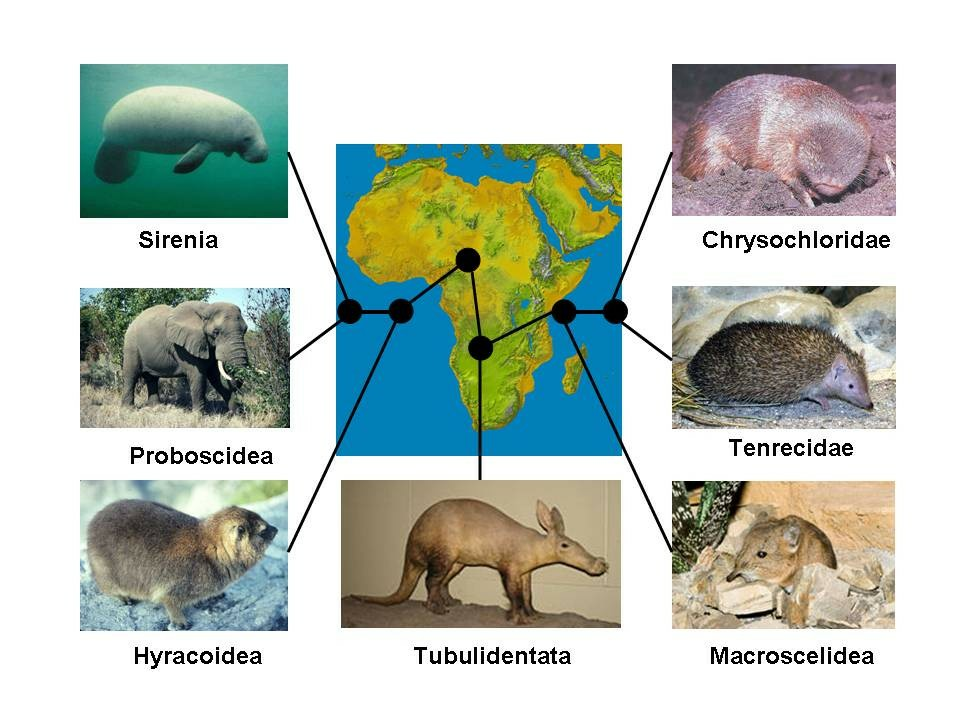 Sirenia
Chrysochloridae
Proboscidea
Tenrecidae
Hyracoidea
Tubulidentata
Macroscelidea